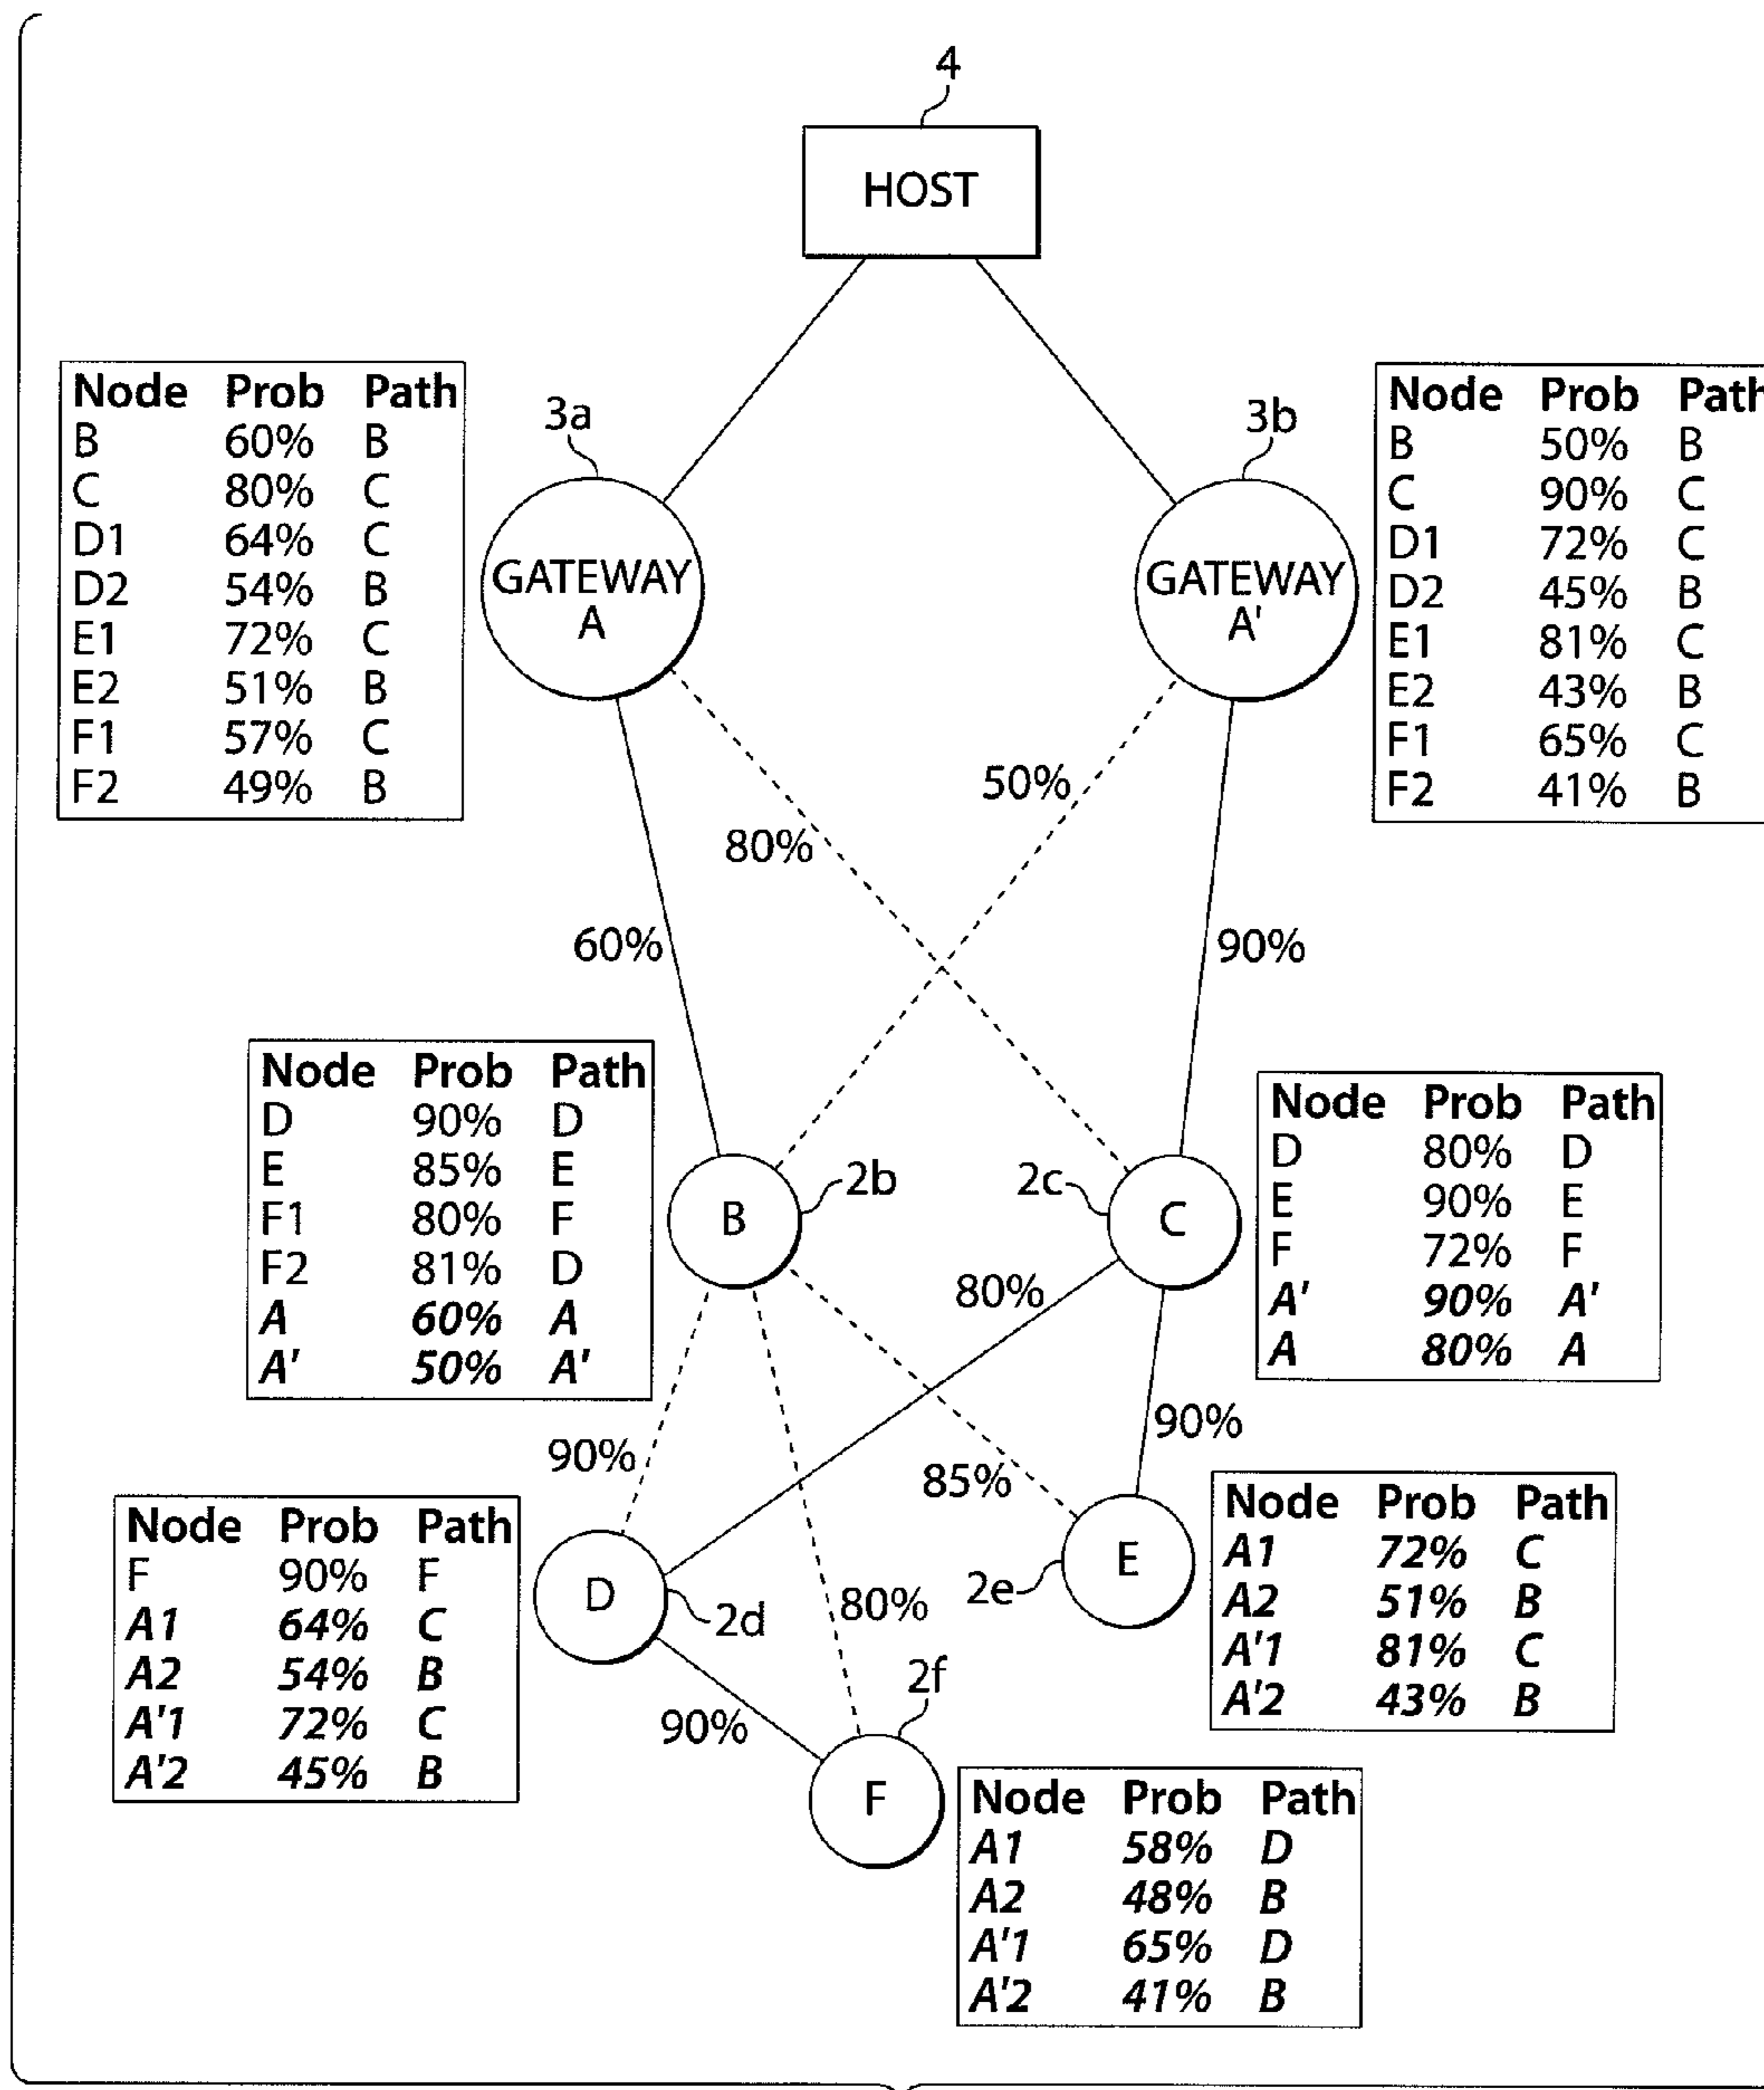 4
HOST
Node Prob Path
B 60% B
C 80% C
D1 64% C
D2 54% B
E1 72% C
E2 51% B
F1 57% C
F2 49% B
3a
GATEWAY
A
3b
GATEWAY
A'
Node Prob Path
B 50% B
C 90% C
D1 72% C
D2 45% B
E1 81% C
E2 43% B
F1 65% C
F2 41% B
50%
80%
60%
90%
Node Prob Path
D 90% D
E 85% E
F1 80% F
F2 81% D
A 60% A
A' 50% A'
B
2b
2c
C
Node Prob Path
D 80% D
E 90% E
F 72% F
A' 90% A'
A 80% A
80%
90%
90%
85%
Node Prob Path
F 90% F
A1 64% C
A2 54% B
A'1 72% C
A'2 45% B
D
2d
80%
2e
E
Node Prob Path
A1 72% C
A2 51% B
A'1 81% C
A'2 43% B
90%
2f
F
Node Prob Path
A1 58% D
A2 48% B
A'1 65% D
A'2 41% B